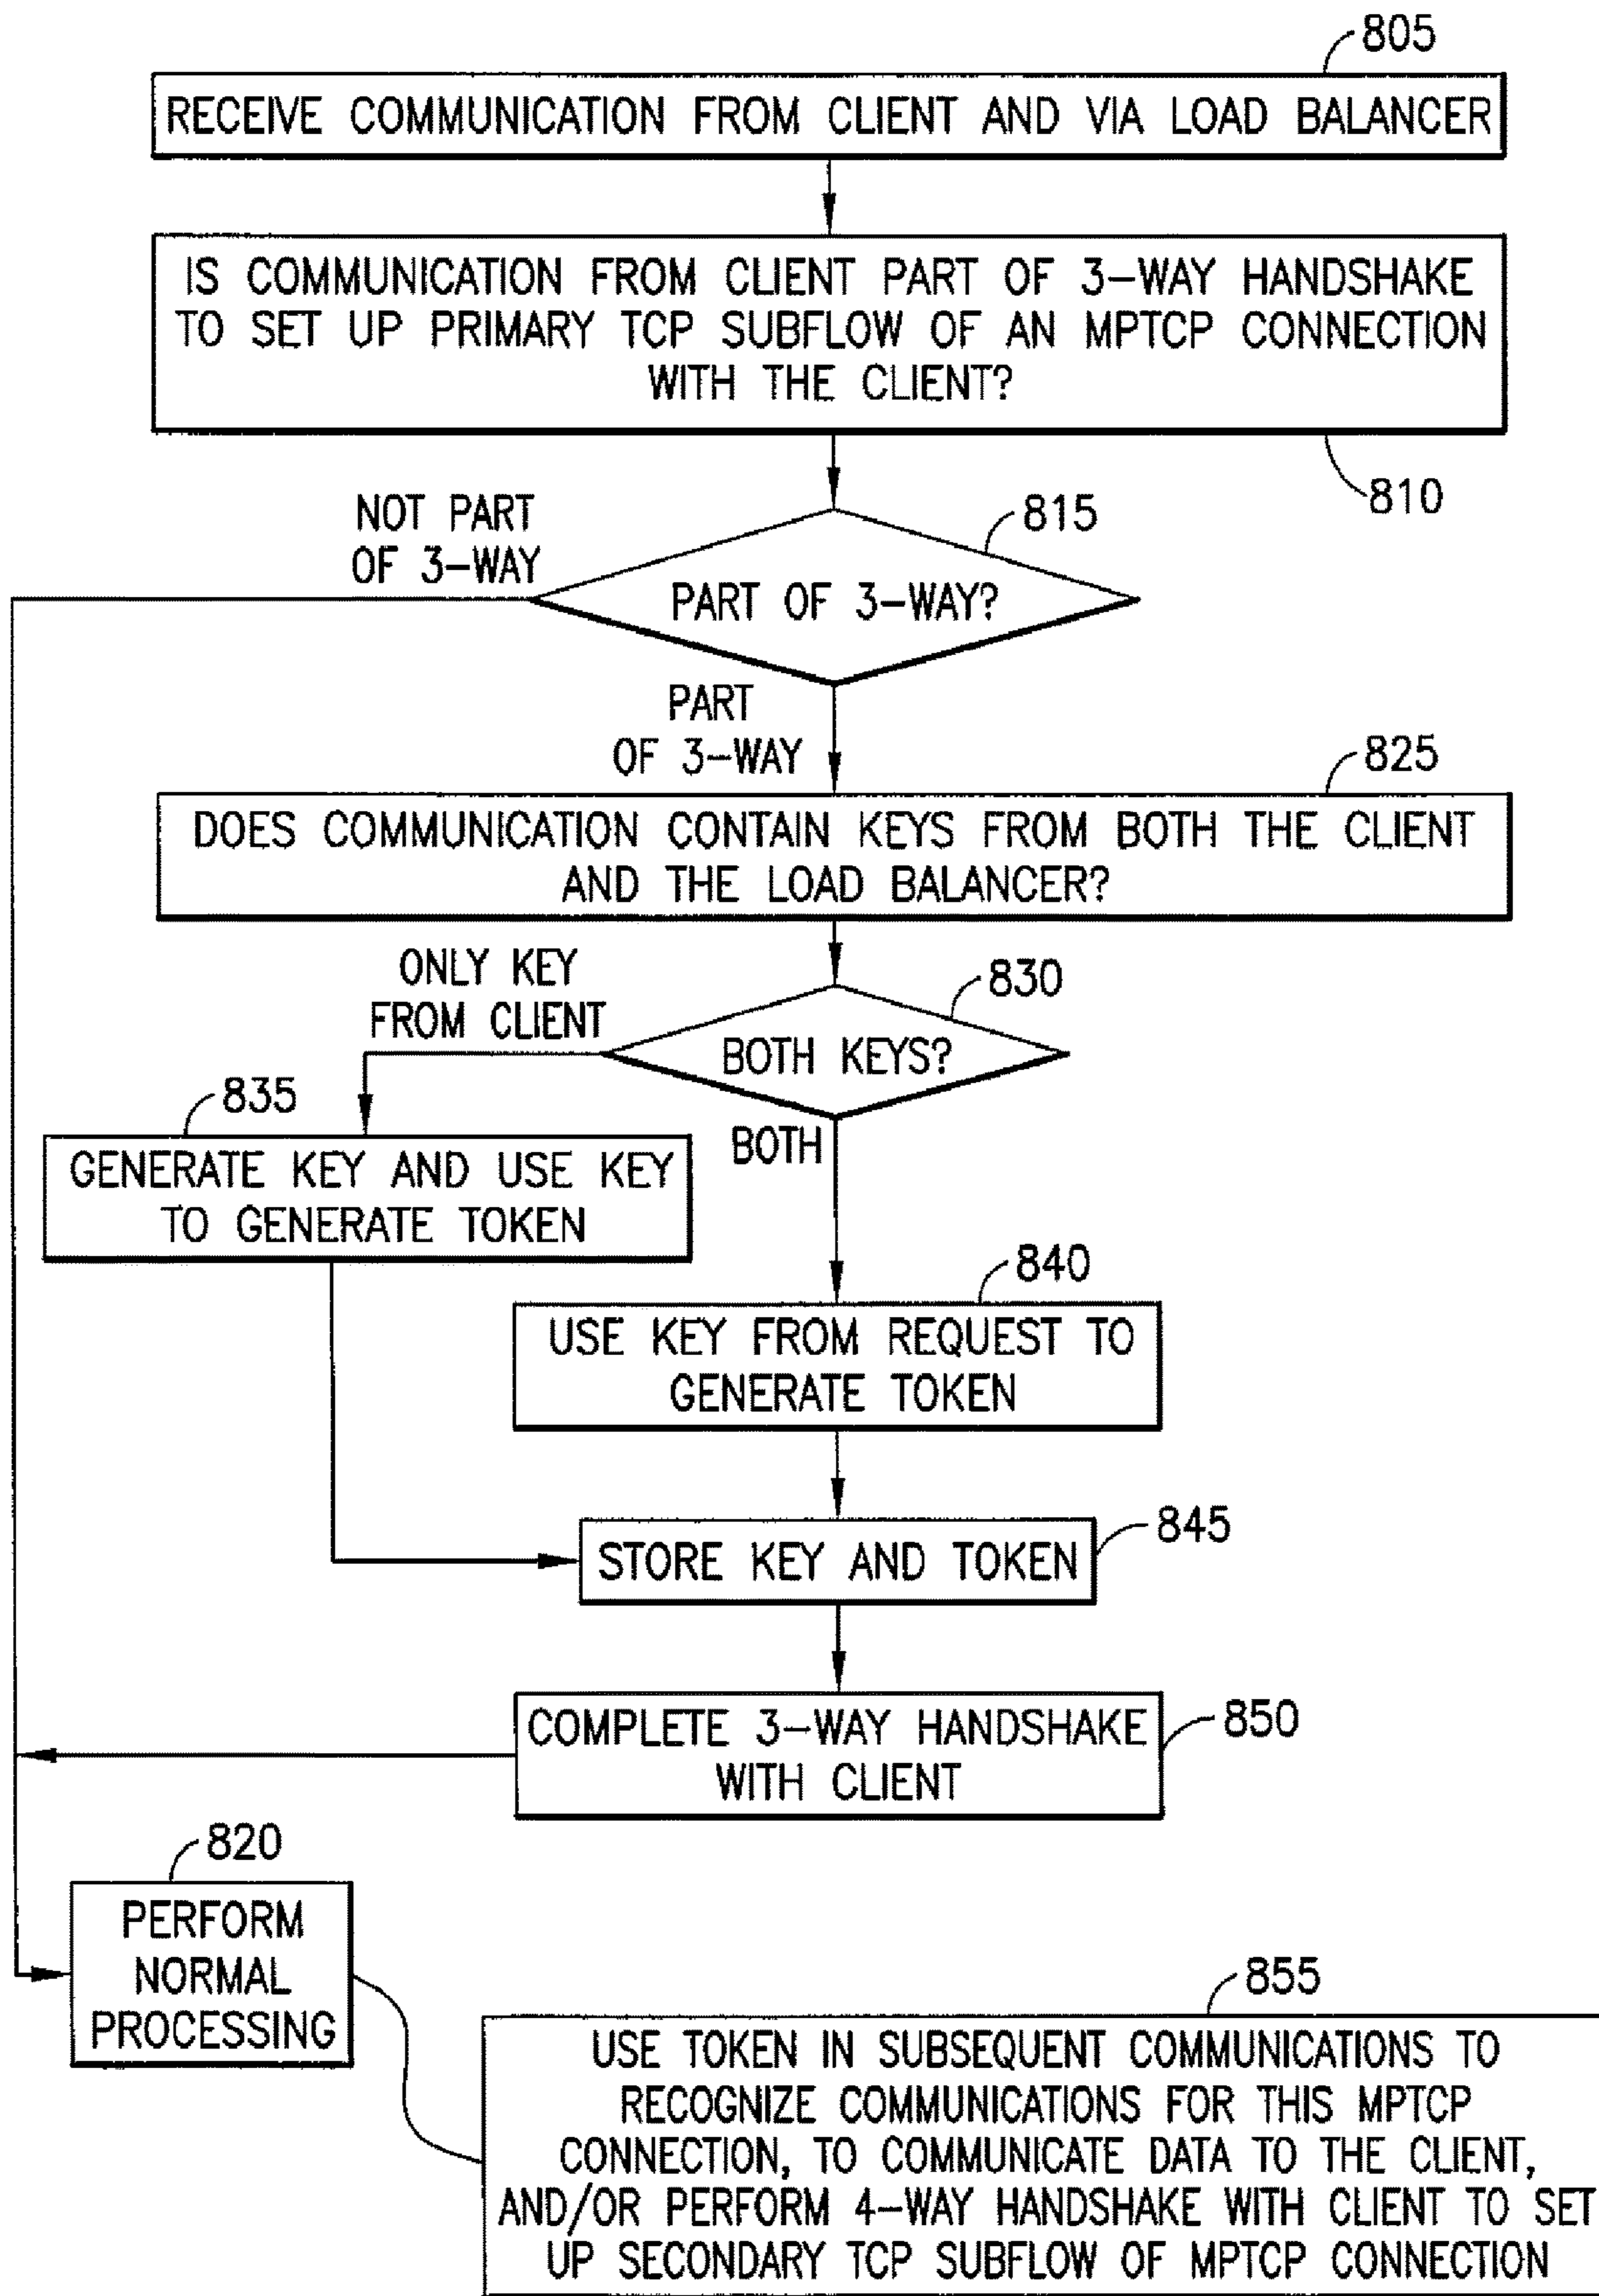 805
RECEIVE COMMUNICATION FROM CLIENT AND VIA LOAD BALANCER
IS COMMUNICATION FROM CLIENT PART OF 3-WAY HANDSHAKE
TO SET UP PRIMARY TCP SUBFLOW OF AN MPTCP CONNECTION
WITH THE CLIENT?
810
NOT PART
OF 3-WAY
815
PART OF 3-WAY?
PART
OF 3-WAY
825
DOES COMMUNICATION CONTAIN KEYS FROM BOTH THE CLIENT
AND THE LOAD BALANCER?
ONLY KEY
FROM CLIENT
830
BOTH KEYS?
835
GENERATE KEY AND USE KEY
TO GENERATE TOKEN
BOTH
840
USE KEY FROM REQUEST TO
GENERATE TOKEN
845
STORE KEY AND TOKEN
850
COMPLETE 3-WAY HANDSHAKE
WITH CLIENT
820
PERFORM
NORMAL
PROCESSING
855
USE TOKEN IN SUBSEQUENT COMMUNICATIONS TO
RECOGNIZE COMMUNICATIONS FOR THIS MPTCP
CONNECTION, TO COMMUNICATE DATA TO THE CLIENT,
AND/OR PERFORM 4-WAY HANDSHAKE WITH CLIENT TO SET
UP SECONDARY TCP SUBFLOW OF MPTCP CONNECTION